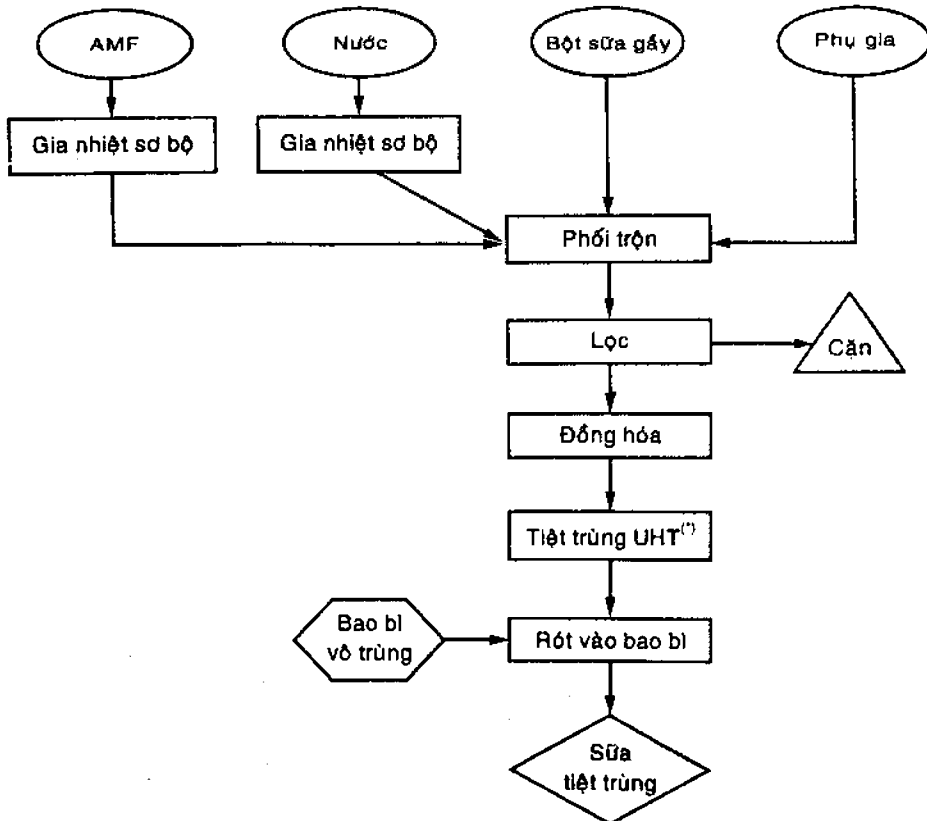 AMF
Nước
Bột sữa gầy
Phụ gia
Gia nhiệt sơ bộ
Gia nhiệt sơ bộ
Phối trộn
Lọc
Cặn
Đồng hóa
Tiệt trùng UHT(*)
Bao bì
vô trùng
Rót vào bao bì
Sữa
tiệt trùng